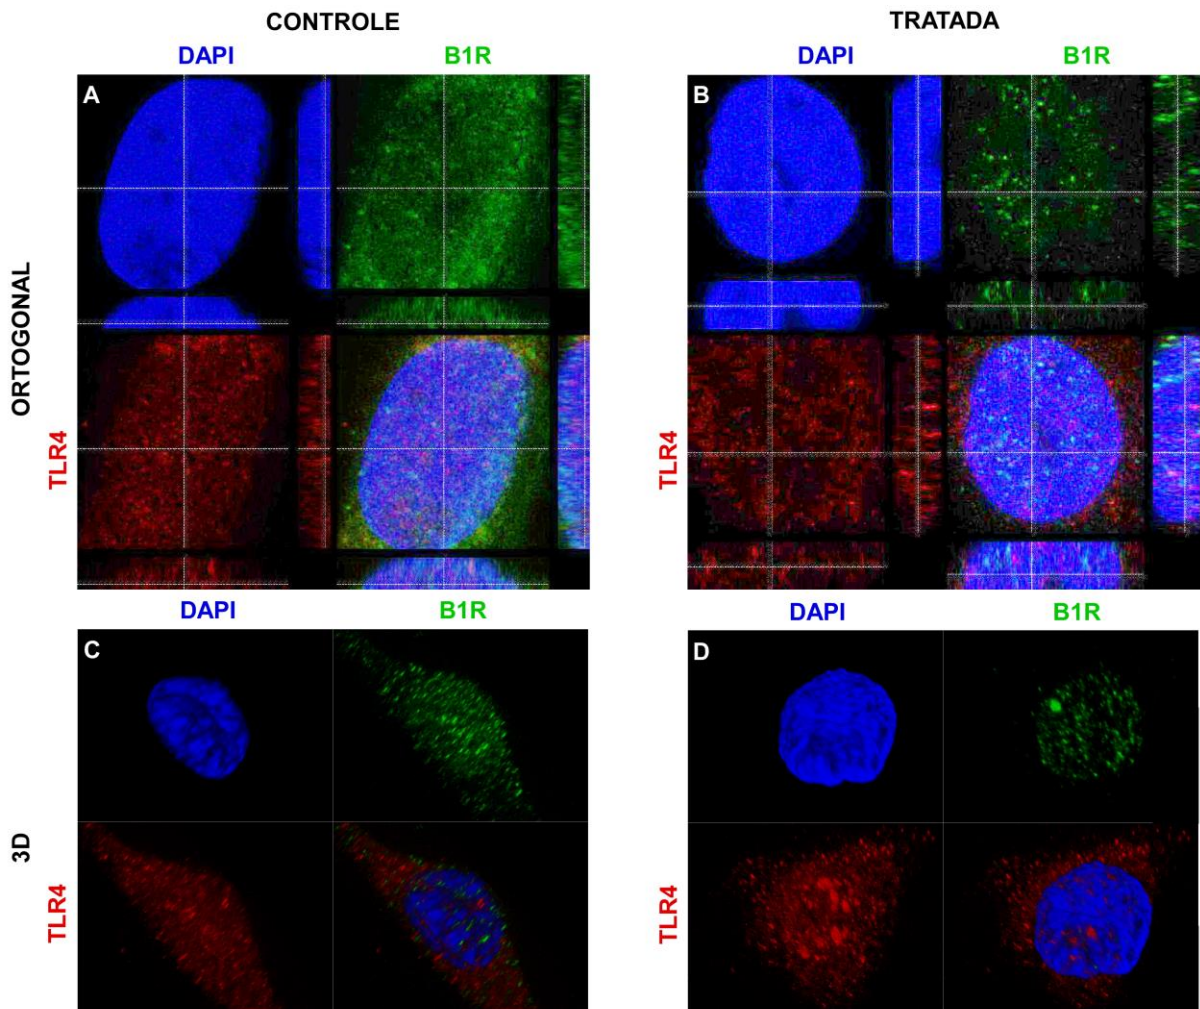 CONTROLE
TRATADA
DAPI
B1R
DAPI
B1R
A
B
ORTOGONAL
TLR4
TLR4
DAPI
B1R
DAPI
B1R
C
D
3D
TLR4
TLR4